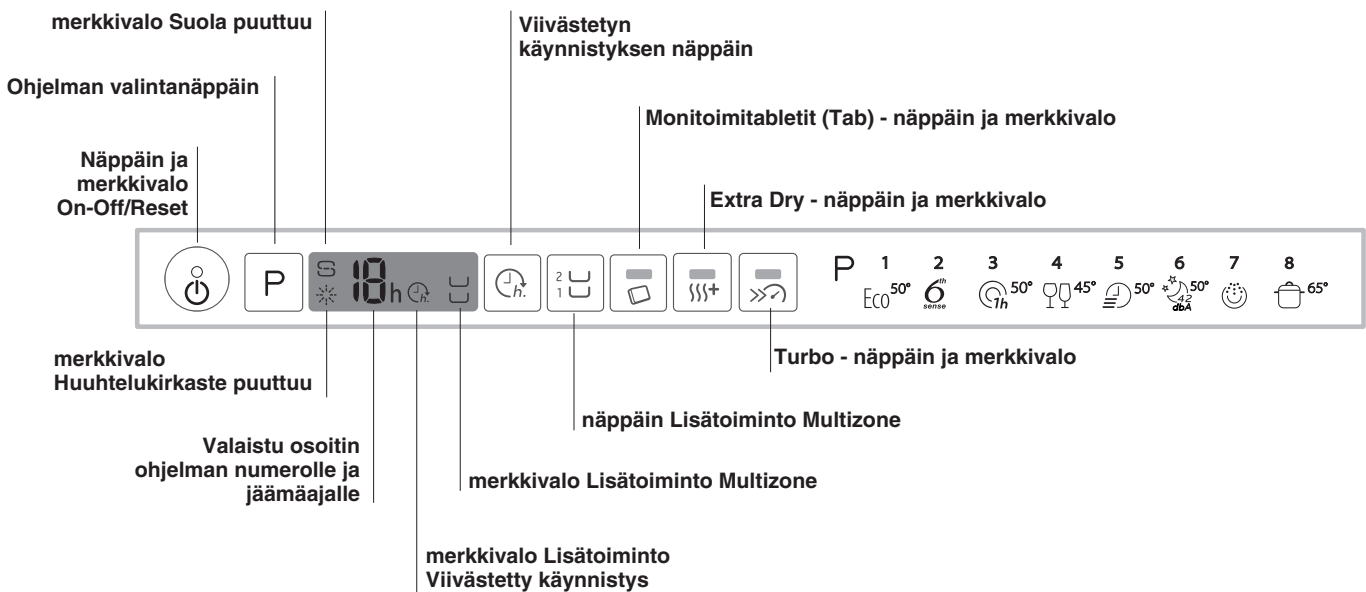 merkkivalo Suola puuttuu
Viivästetyn
käynnistyksen näppäin
Ohjelman valintanäppäin
Monitoimitabletit (Tab) - näppäin ja merkkivalo
Näppäin ja
merkkivalo
On-Off/Reset
Extra Dry - näppäin ja merkkivalo
P
18h
h.
h.
2
1
P
1
2
3
4
5
6
7
8
Eco 50°
6th
sense
1h 50°
45°
50°
50°
42
dbA
65°
merkkivalo
Huuhtelukirkaste puuttuu
Turbo - näppäin ja merkkivalo
näppäin Lisätoiminto Multizone
Valaistu osoitin
ohjelman numerolle ja
jäämäajalle
merkkivalo Lisätoiminto Multizone
merkkivalo Lisätoiminto
Viivästetty käynnistys